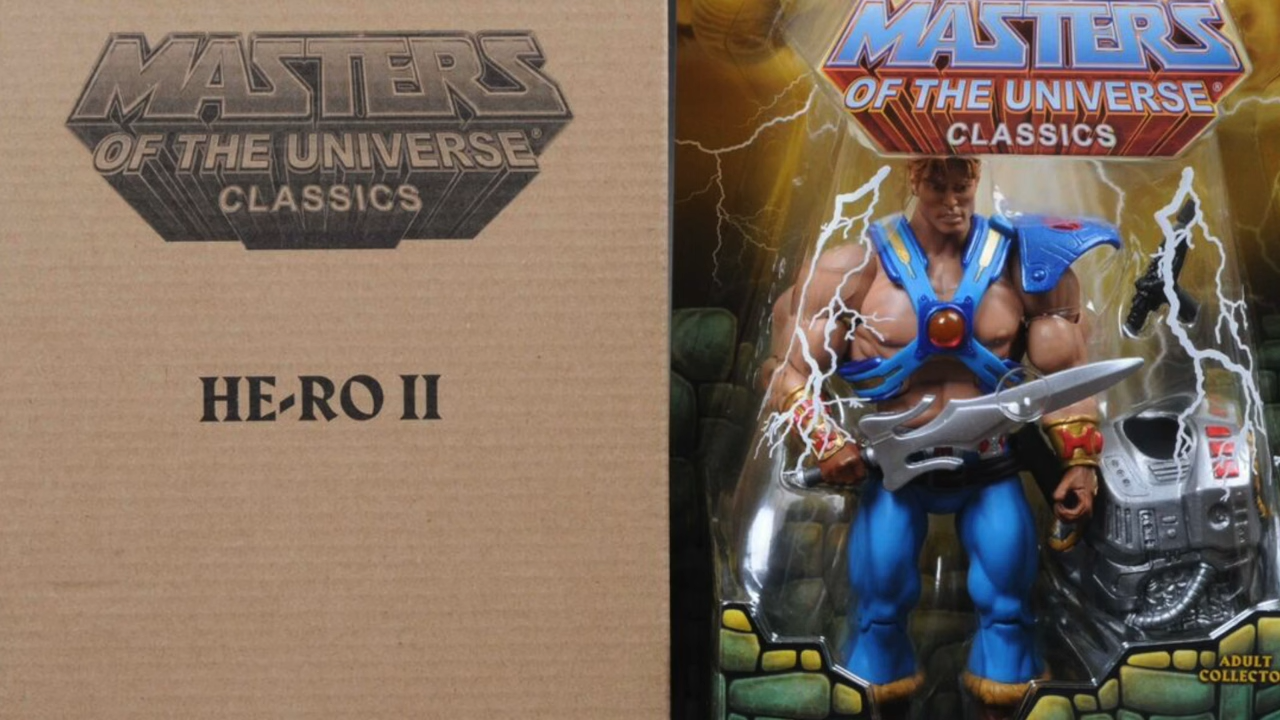 MASTERS
OF THE UNIVERSE®
CLASSICS
HE-RO II
MASTERS
OF THE UNIVERSE®
CLASSICS
ADULT
COLLECTO